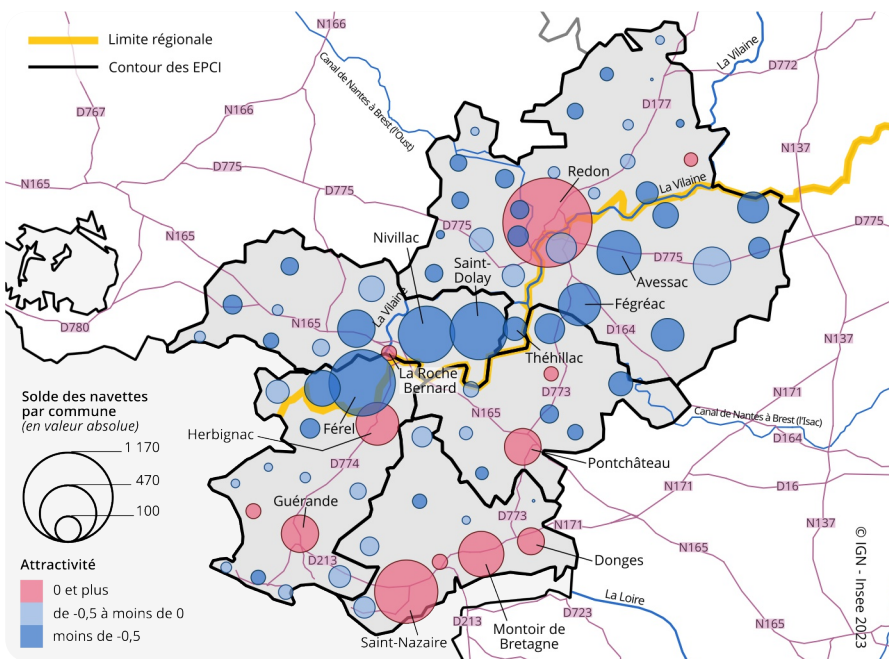 Limite régionale
Contour des EPCI
N166
Canal de Nantes à Brest (l'Oust)
La Vilaine
D772
D767
N166
D177
N137
D775
N165
D775
Redon
La Vilaine
D775
N165
Nivillac
D775
D775
Saint-
Dolay
Avessac
Fégréac
La Vilaine
N165
D780
D164
Théhillac
La Roche
Bernard
Solde des navettes
par commune
(en valeur absolue)
1 170
470
100
D773
N171
Canal de Nantes à Brest (l'Isac)
N165
Férel
Herbignac
D164
D774
Pontchâteau
N171
D16
Guérande
D773
N171
N137
N165
D213
Donges
Attractivité
0 et plus
de -0,5 à moins de 0
moins de -0,5
La Loire
D213
D723
N165
Saint-Nazaire
Montoir de
Bretagne
© IGN - Insee 2023